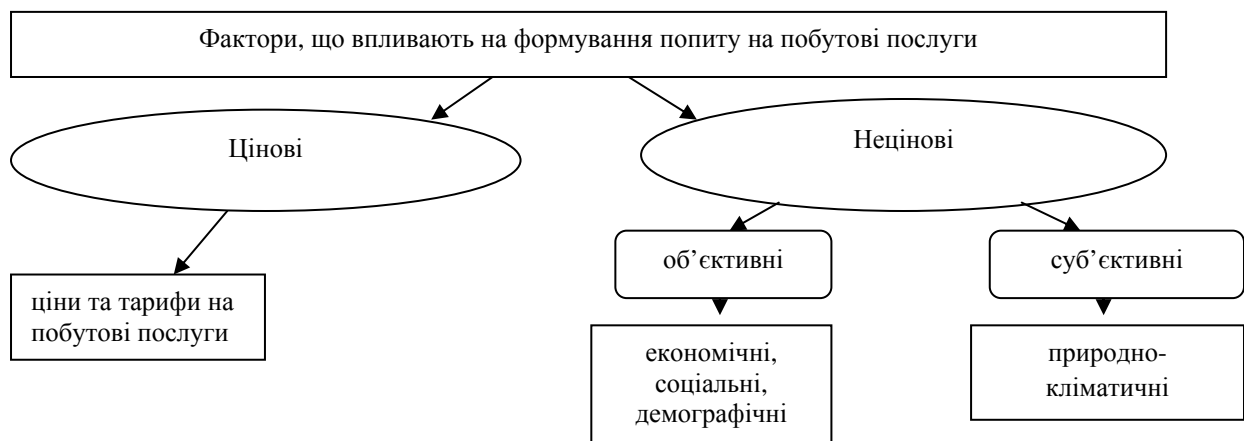 Фактори, що впливають на формування попиту на побутові послуги
Цінові
Нецінові
об’єктивні
суб’єктивні
ціни та тарифи на
побутові послуги
економічні,
соціальні,
демографічні
природно-
кліматичні